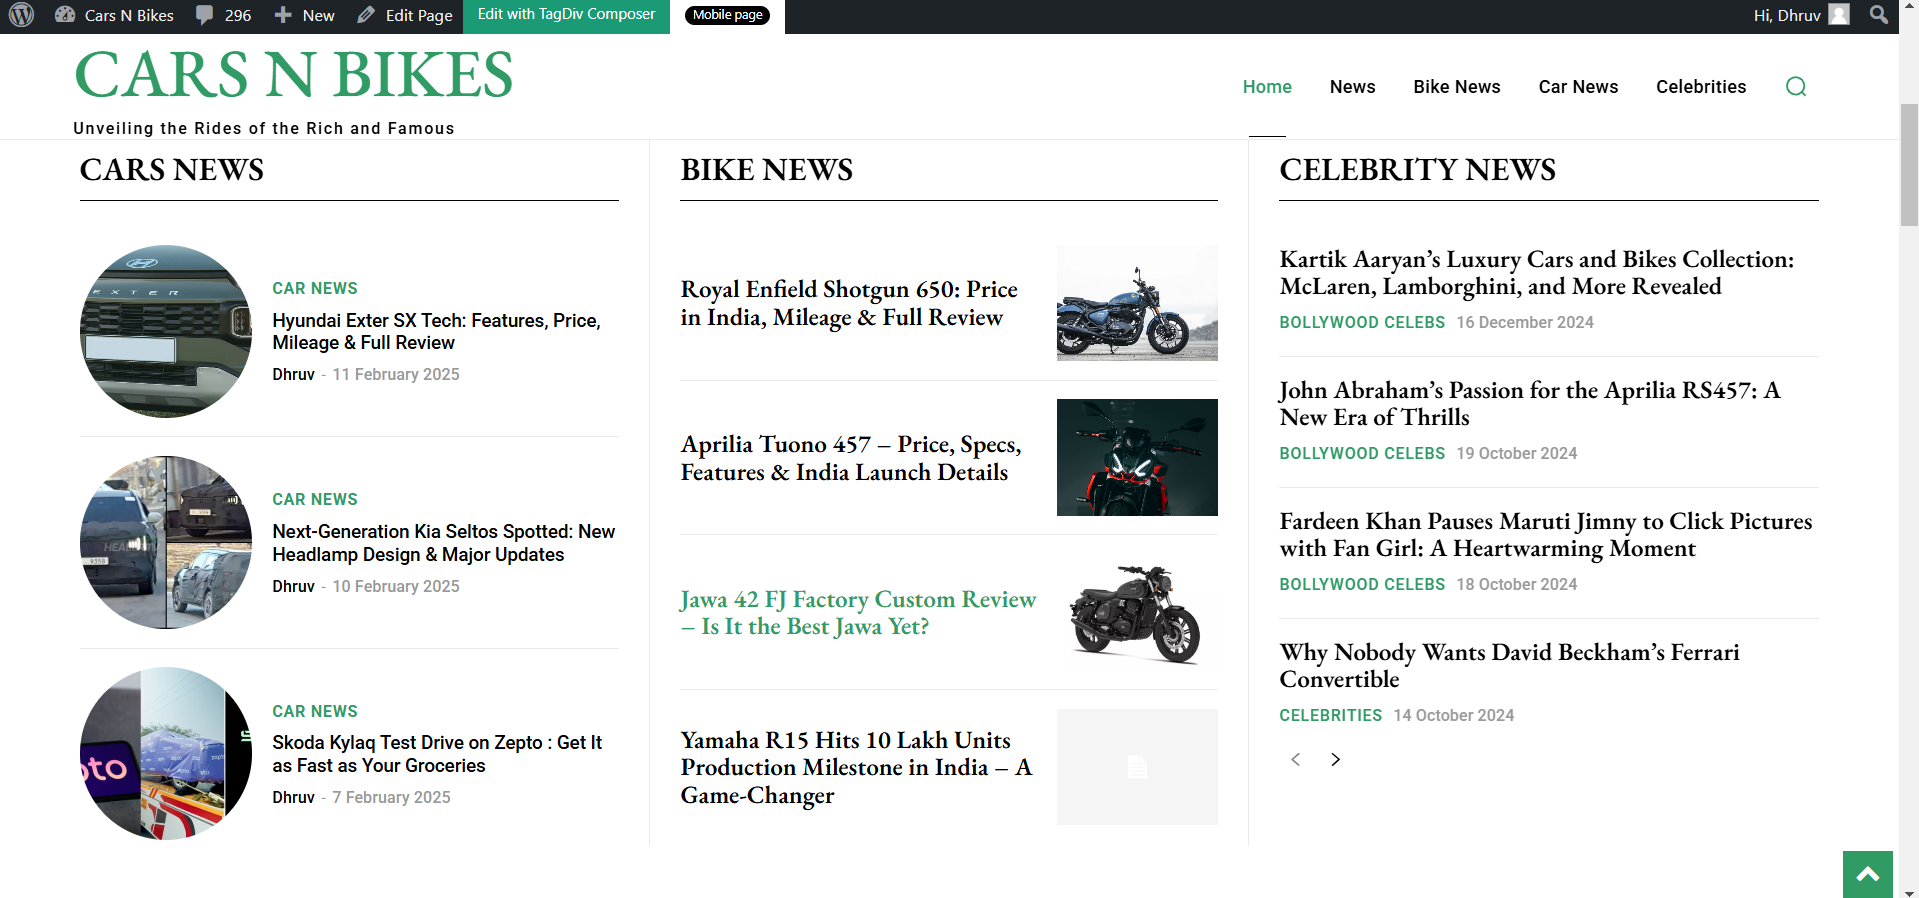 Cars N Bikes 296 New Edit Page Edit with TagDiv Composer Mobile page Hi, Dhruv
CARS N BIKES
Unveiling the Rides of the Rich and Famous
Home News Bike News Car News Celebrities
CARS NEWS
EXTER
CAR NEWS
Hyundai Exter SX Tech: Features, Price,
Mileage & Full Review
Dhruv - 11 February 2025
CAR NEWS
Next-Generation Kia Seltos Spotted: New
Headlamp Design & Major Updates
Dhruv - 10 February 2025
pto
zepto
CAR NEWS
Skoda Kylaq Test Drive on Zepto : Get It
as Fast as Your Groceries
Dhruv - 7 February 2025
BIKE NEWS
Royal Enfield Shotgun 650: Price
in India, Mileage & Full Review
Aprilia Tuono 457 – Price, Specs,
Features & India Launch Details
Jawa 42 FJ Factory Custom Review
– Is It the Best Jawa Yet?
Yamaha R15 Hits 10 Lakh Units
Production Milestone in India – A
Game-Changer
CELEBRITY NEWS
Kartik Aaryan’s Luxury Cars and Bikes Collection:
McLaren, Lamborghini, and More Revealed
BOLLYWOOD CELEBS 16 December 2024
John Abraham’s Passion for the Aprilia RS457: A
New Era of Thrills
BOLLYWOOD CELEBS 19 October 2024
Fardeen Khan Pauses Maruti Jimny to Click Pictures
with Fan Girl: A Heartwarming Moment
BOLLYWOOD CELEBS 18 October 2024
Why Nobody Wants David Beckham’s Ferrari
Convertible
CELEBRITIES 14 October 2024